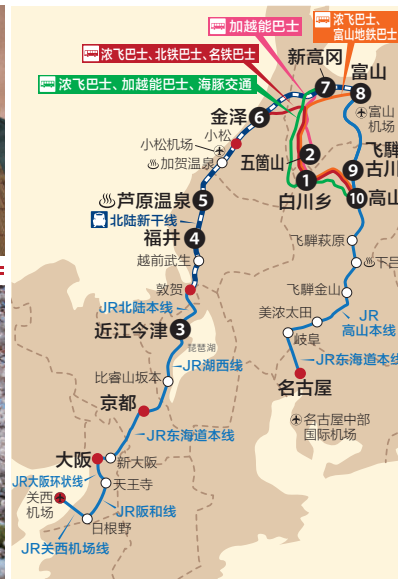 加越能巴士
浓飞巴士、
富山地鐵巴士
浓飞巴士、北铁巴士、名铁巴士
浓飞巴士、加越能巴士、海豚交通
新高冈
7
富山
8
金泽
6
富山
机场
小松
小松机场
加贺温泉
五箇山
2
飞驒
古川
9
1
白川乡
10
高山
芦原温泉
5
北陆新干线
福井
4
越前武生
飞驒萩原
下吕
敦贺
飞驒金山
JR北陆本线
美浓太田
JR
高山本线
近江今津
3
琵琶湖
岐阜
JR湖西线
JR东海道本线
比睿山坂本
名古屋
京都
名古屋中部
国际机场
JR东海道本线
大阪
新大阪
JR大阪环状线
天王寺
关西
机场
JR阪和线
日根野
JR关西机场线